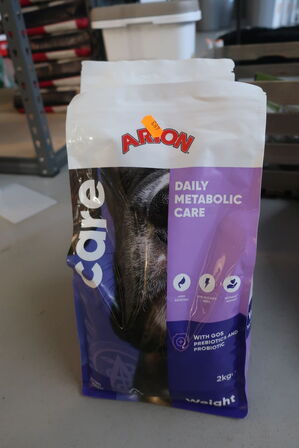 ARION
care
DAILY
METABOLIC
CARE
WITH GOS,
PREBIOTICS AND
PROBIOTIC
2kg
Weight